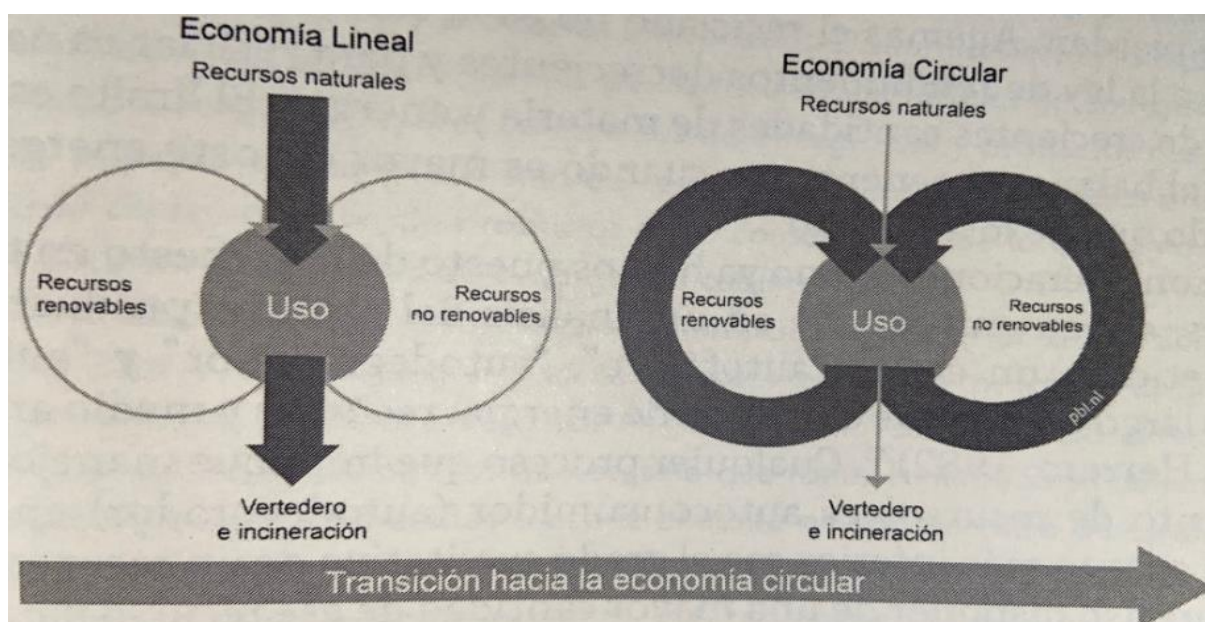 Economía Lineal
Recursos naturales
Recursos
renovables
Uso
Recursos
no renovables
Vertedero
e incineración
Economía Circular
Recursos naturales
Recursos
renovables
Uso
Recursos
no renovables
pbl.nl
Vertedero
e incineración
Transición hacia la economía circular